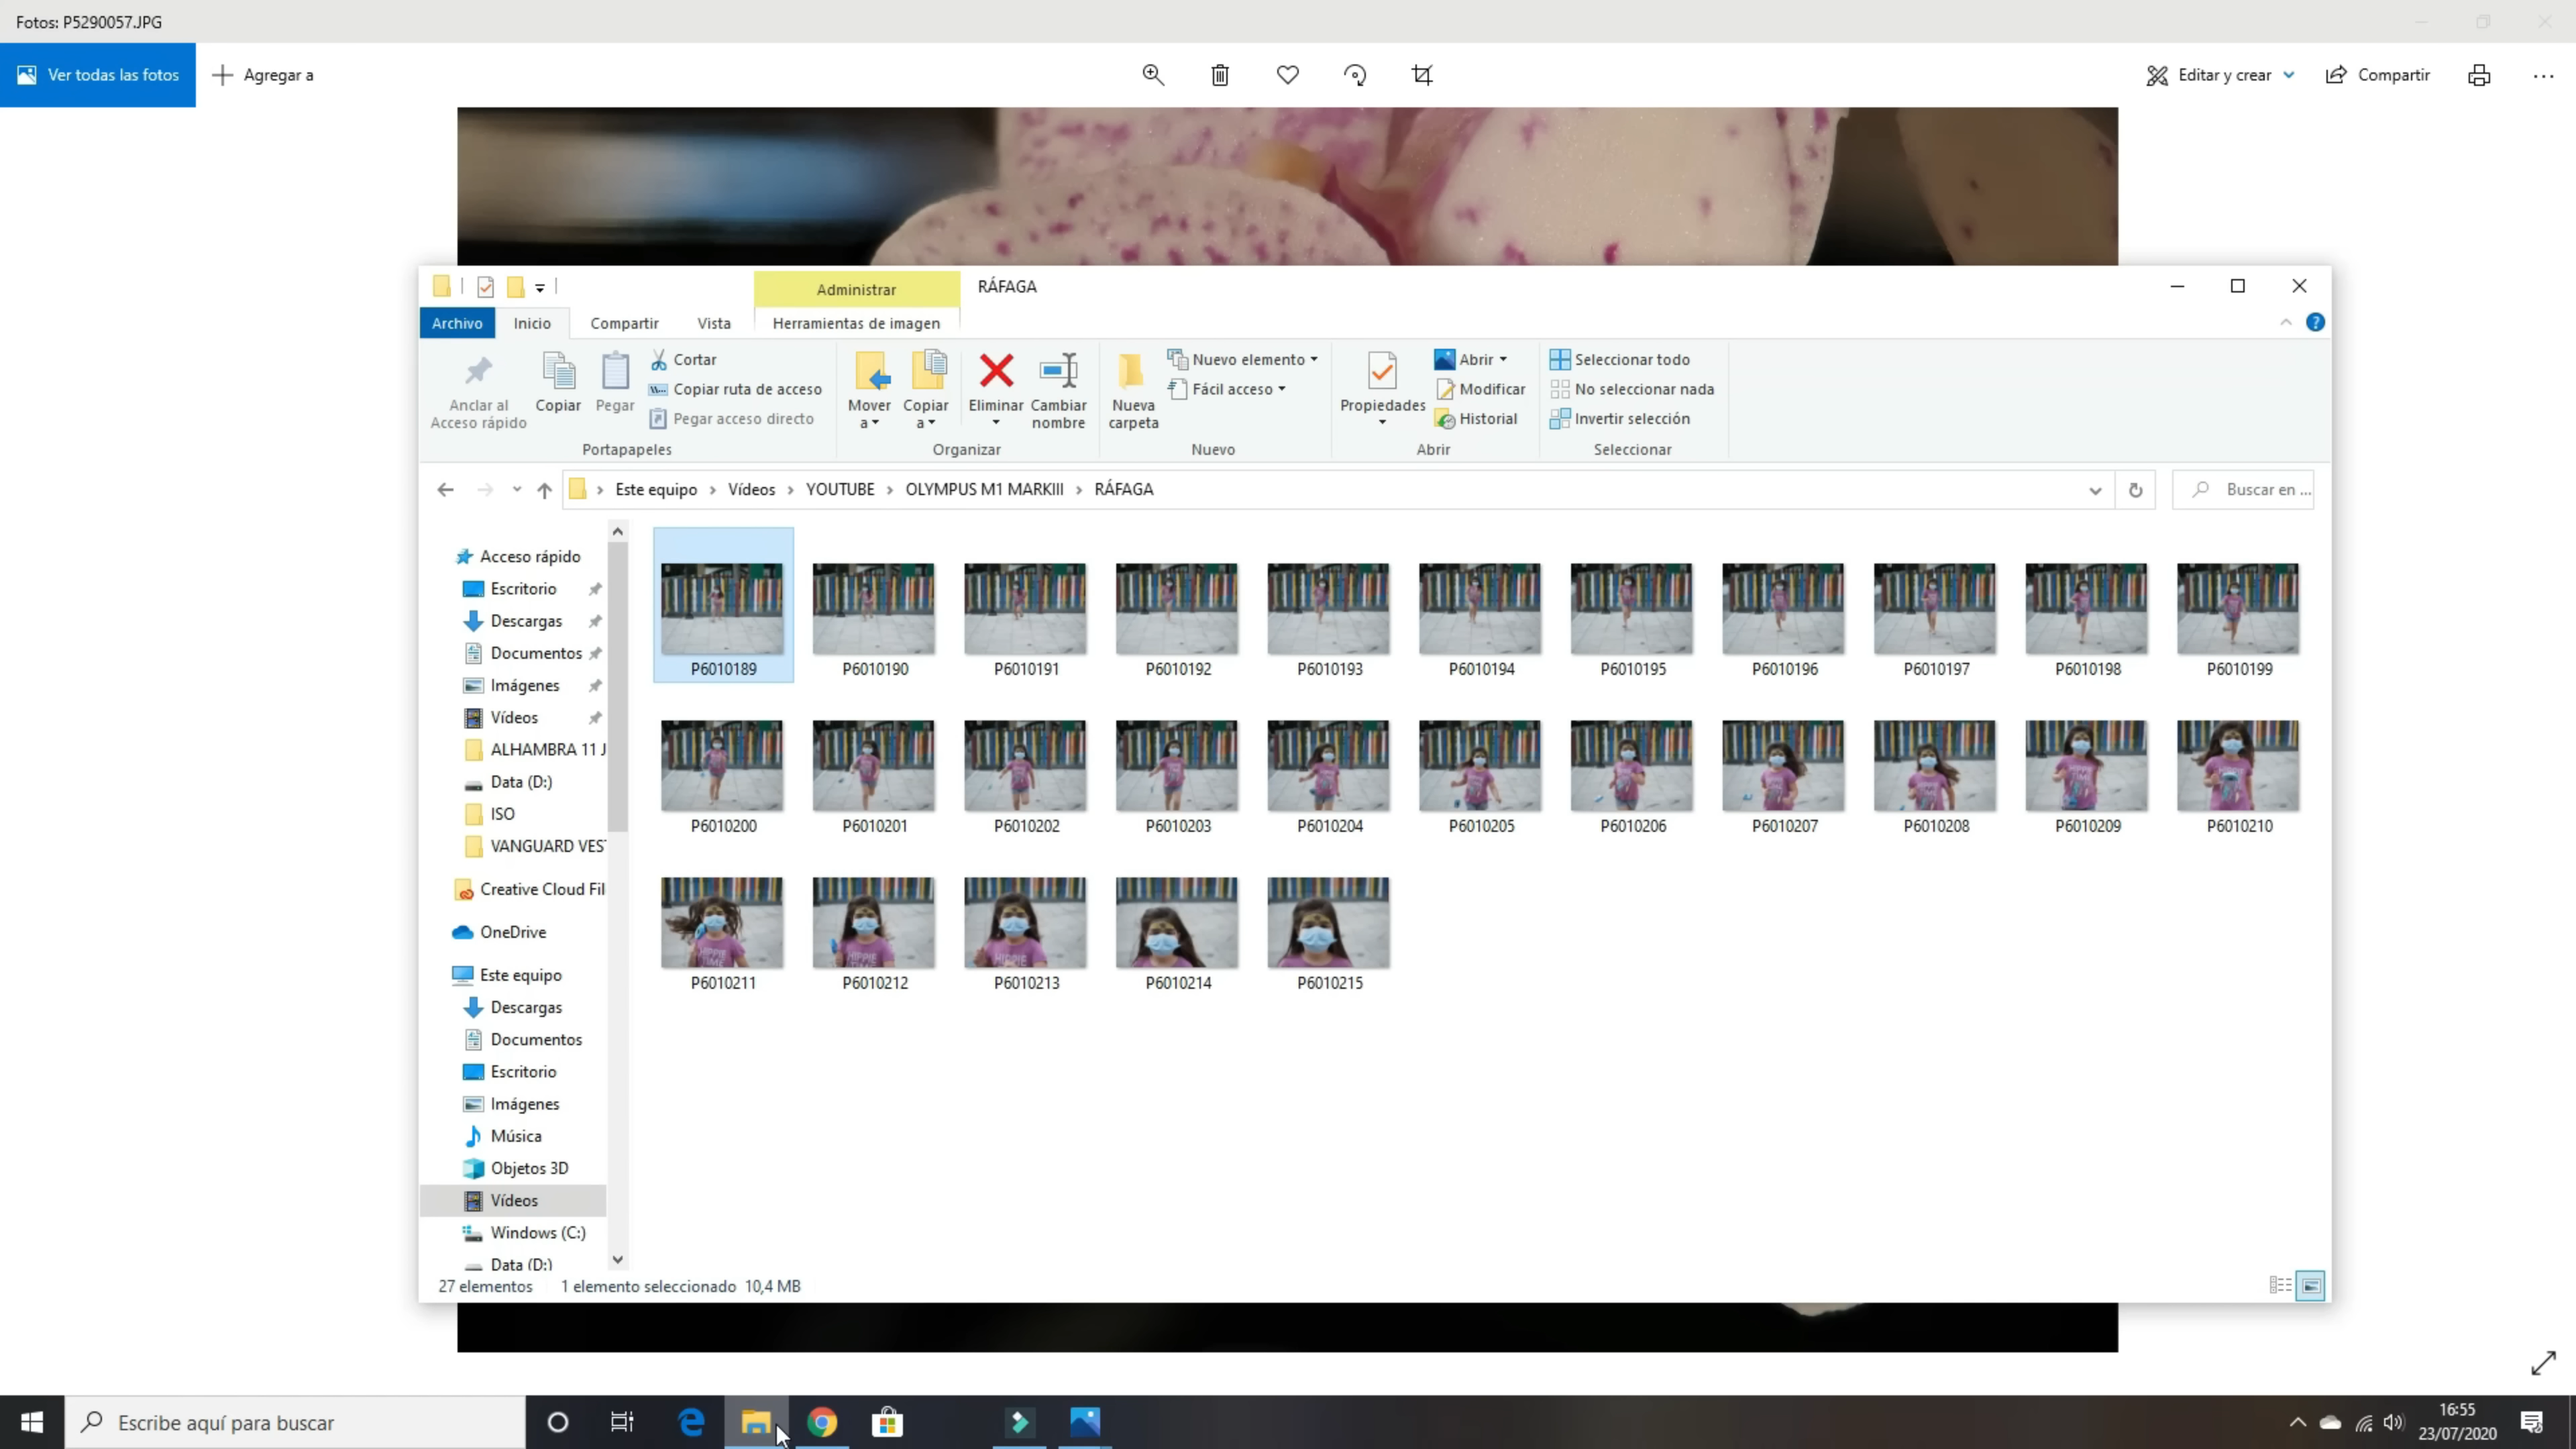 Fotos: P5290057.JPG
Ver todas las fotos
Agregar a
Editar y crear
Compartir
Administrar
RÁFAGA
Archivo
Inicio
Compartir
Vista
Herramientas de imagen
Anclar al
Acceso rápido
Copiar
Pegar
Cortar
Copiar ruta de acceso
Pegar acceso directo
Portapapeles
Mover
a
Copiar
a
Eliminar
Cambiar
nombre
Organizar
Nueva
carpeta
Nuevo elemento
Fácil acceso
Nuevo
Propiedades
Abrir
Modificar
Historial
Abrir
Seleccionar todo
No seleccionar nada
Invertir selección
Seleccionar
Este equipo
Vídeos
YOUTUBE
OLYMPUS M1 MARKIII
RÁFAGA
Buscar en ...
Acceso rápido
Escritorio
Descargas
Documentos
Imágenes
Vídeos
ALHAMBRA 11 J
Data (D:)
ISO
VANGUARD VES
Creative Cloud Fil
OneDrive
Este equipo
Descargas
Documentos
Escritorio
Imágenes
Música
Objetos 3D
Vídeos
Windows (C:)
Data (D:)
P6010189 P6010190 P6010191 P6010192 P6010193 P6010194 P6010195 P6010196 P6010197 P6010198 P6010199
P6010200 P6010201 P6010202 P6010203 P6010204 P6010205 P6010206 P6010207 P6010208 P6010209 P6010210
HIPPIE
TIME
HIPPIE
HIPPIE
P6010211 P6010212 P6010213 P6010214 P6010215
27 elementos
1 elemento seleccionado 10,4 MB
Escribe aquí para buscar
16:55
23/07/2020